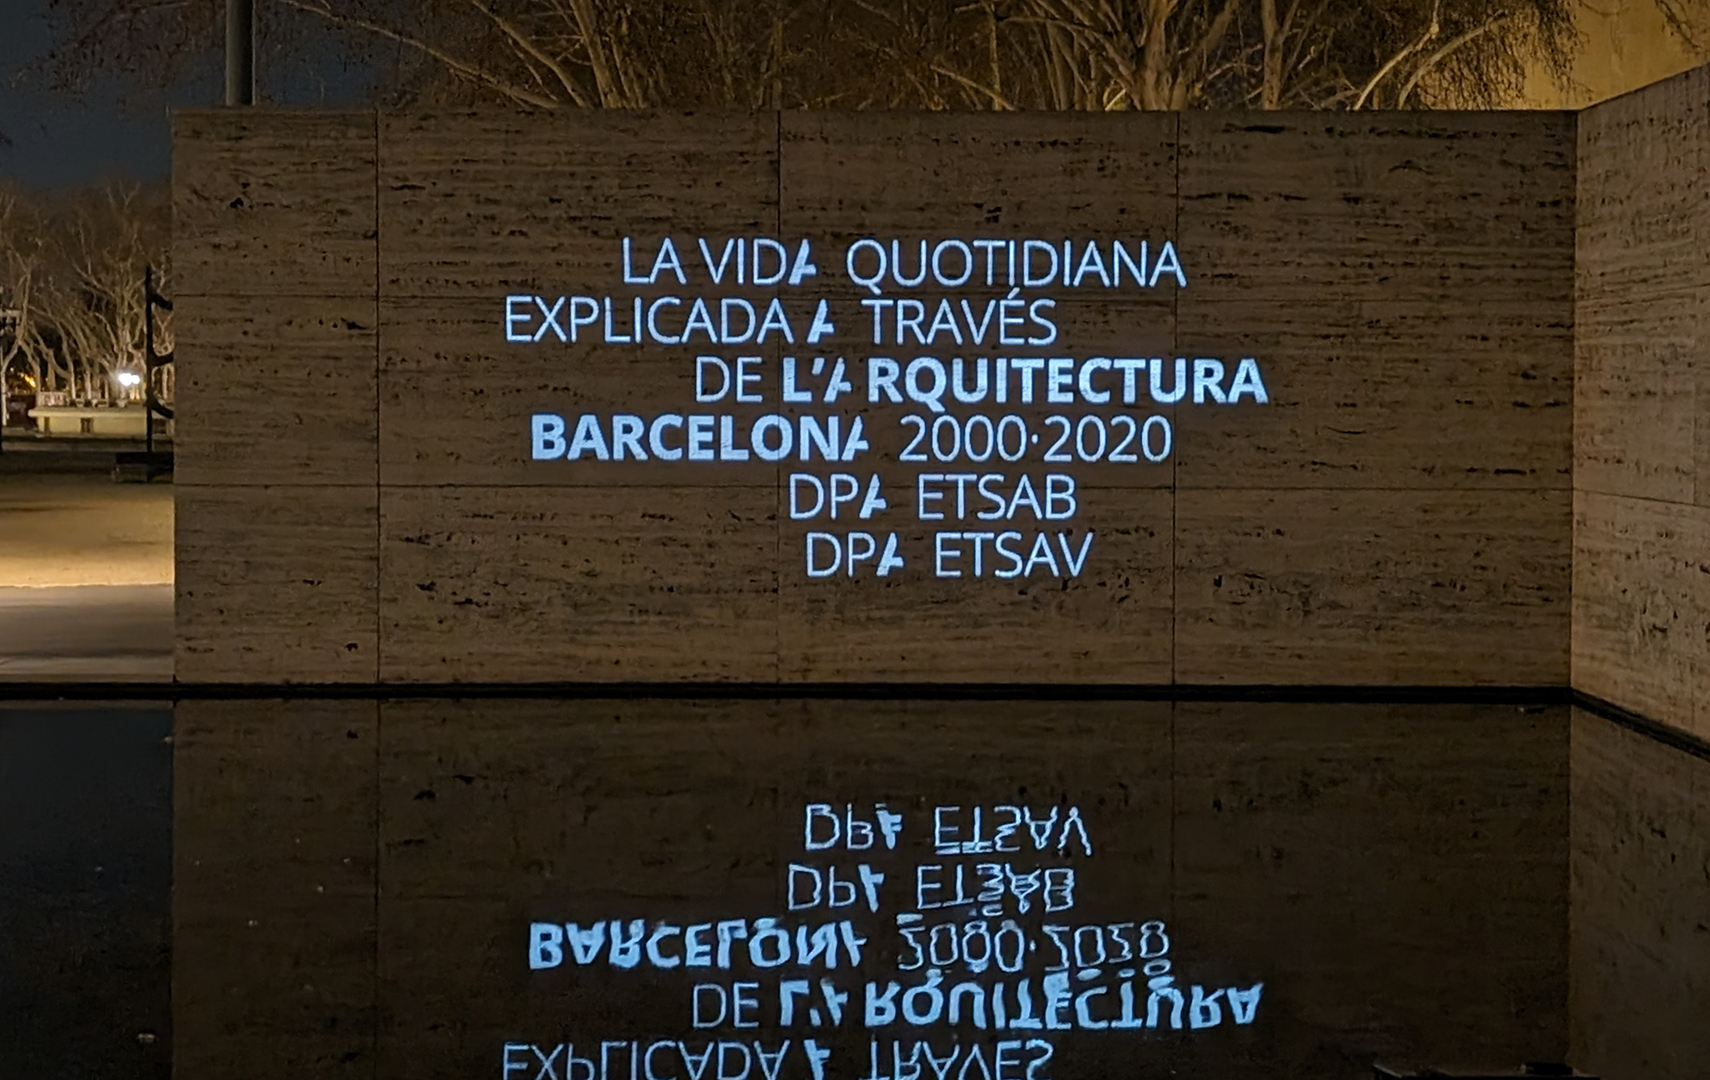 LA VIDA QUOTIDIANA
EXPLICADA A TRAVÉS
DE L'ARQUITECTURA
BARCELONA 2000·2020
DPA ETSAB
DPA ETSAV